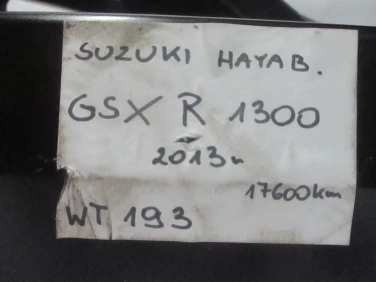 SUZUKI HAYAB.
GSX R 1300
2013r
17600km
WT 193